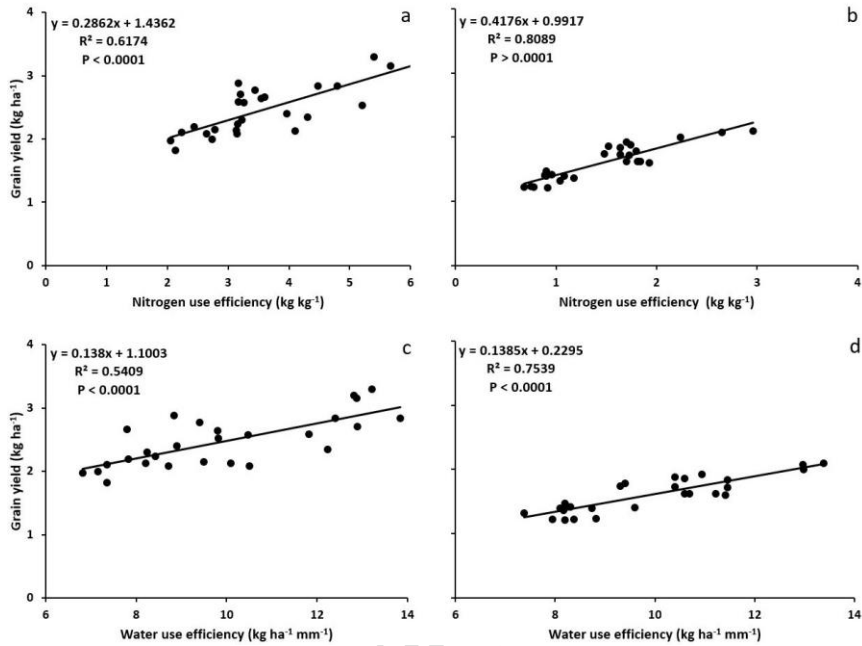 a
y = 0.2862x + 1.4362
R² = 0.6174
P < 0.0001
Grain yield (kg ha⁻¹)
4
3
2
1
0
0 1 2 3 4 5 6
Nitrogen use efficiency (kg kg⁻¹)
b
y = 0.4176x + 0.9917
R² = 0.8089
P > 0.0001
0 1 2 3 4
Nitrogen use efficiency (kg kg⁻¹)
c
y = 0.138x + 1.1003
R² = 0.5409
P < 0.0001
Grain yield (kg ha⁻¹)
4
3
2
1
0
6 8 10 12 14
Water use efficiency (kg ha⁻¹ mm⁻¹)
d
y = 0.1385x + 0.2295
R² = 0.7539
P < 0.0001
6 8 10 12 14
Water use efficiency (kg ha⁻¹ mm⁻¹)